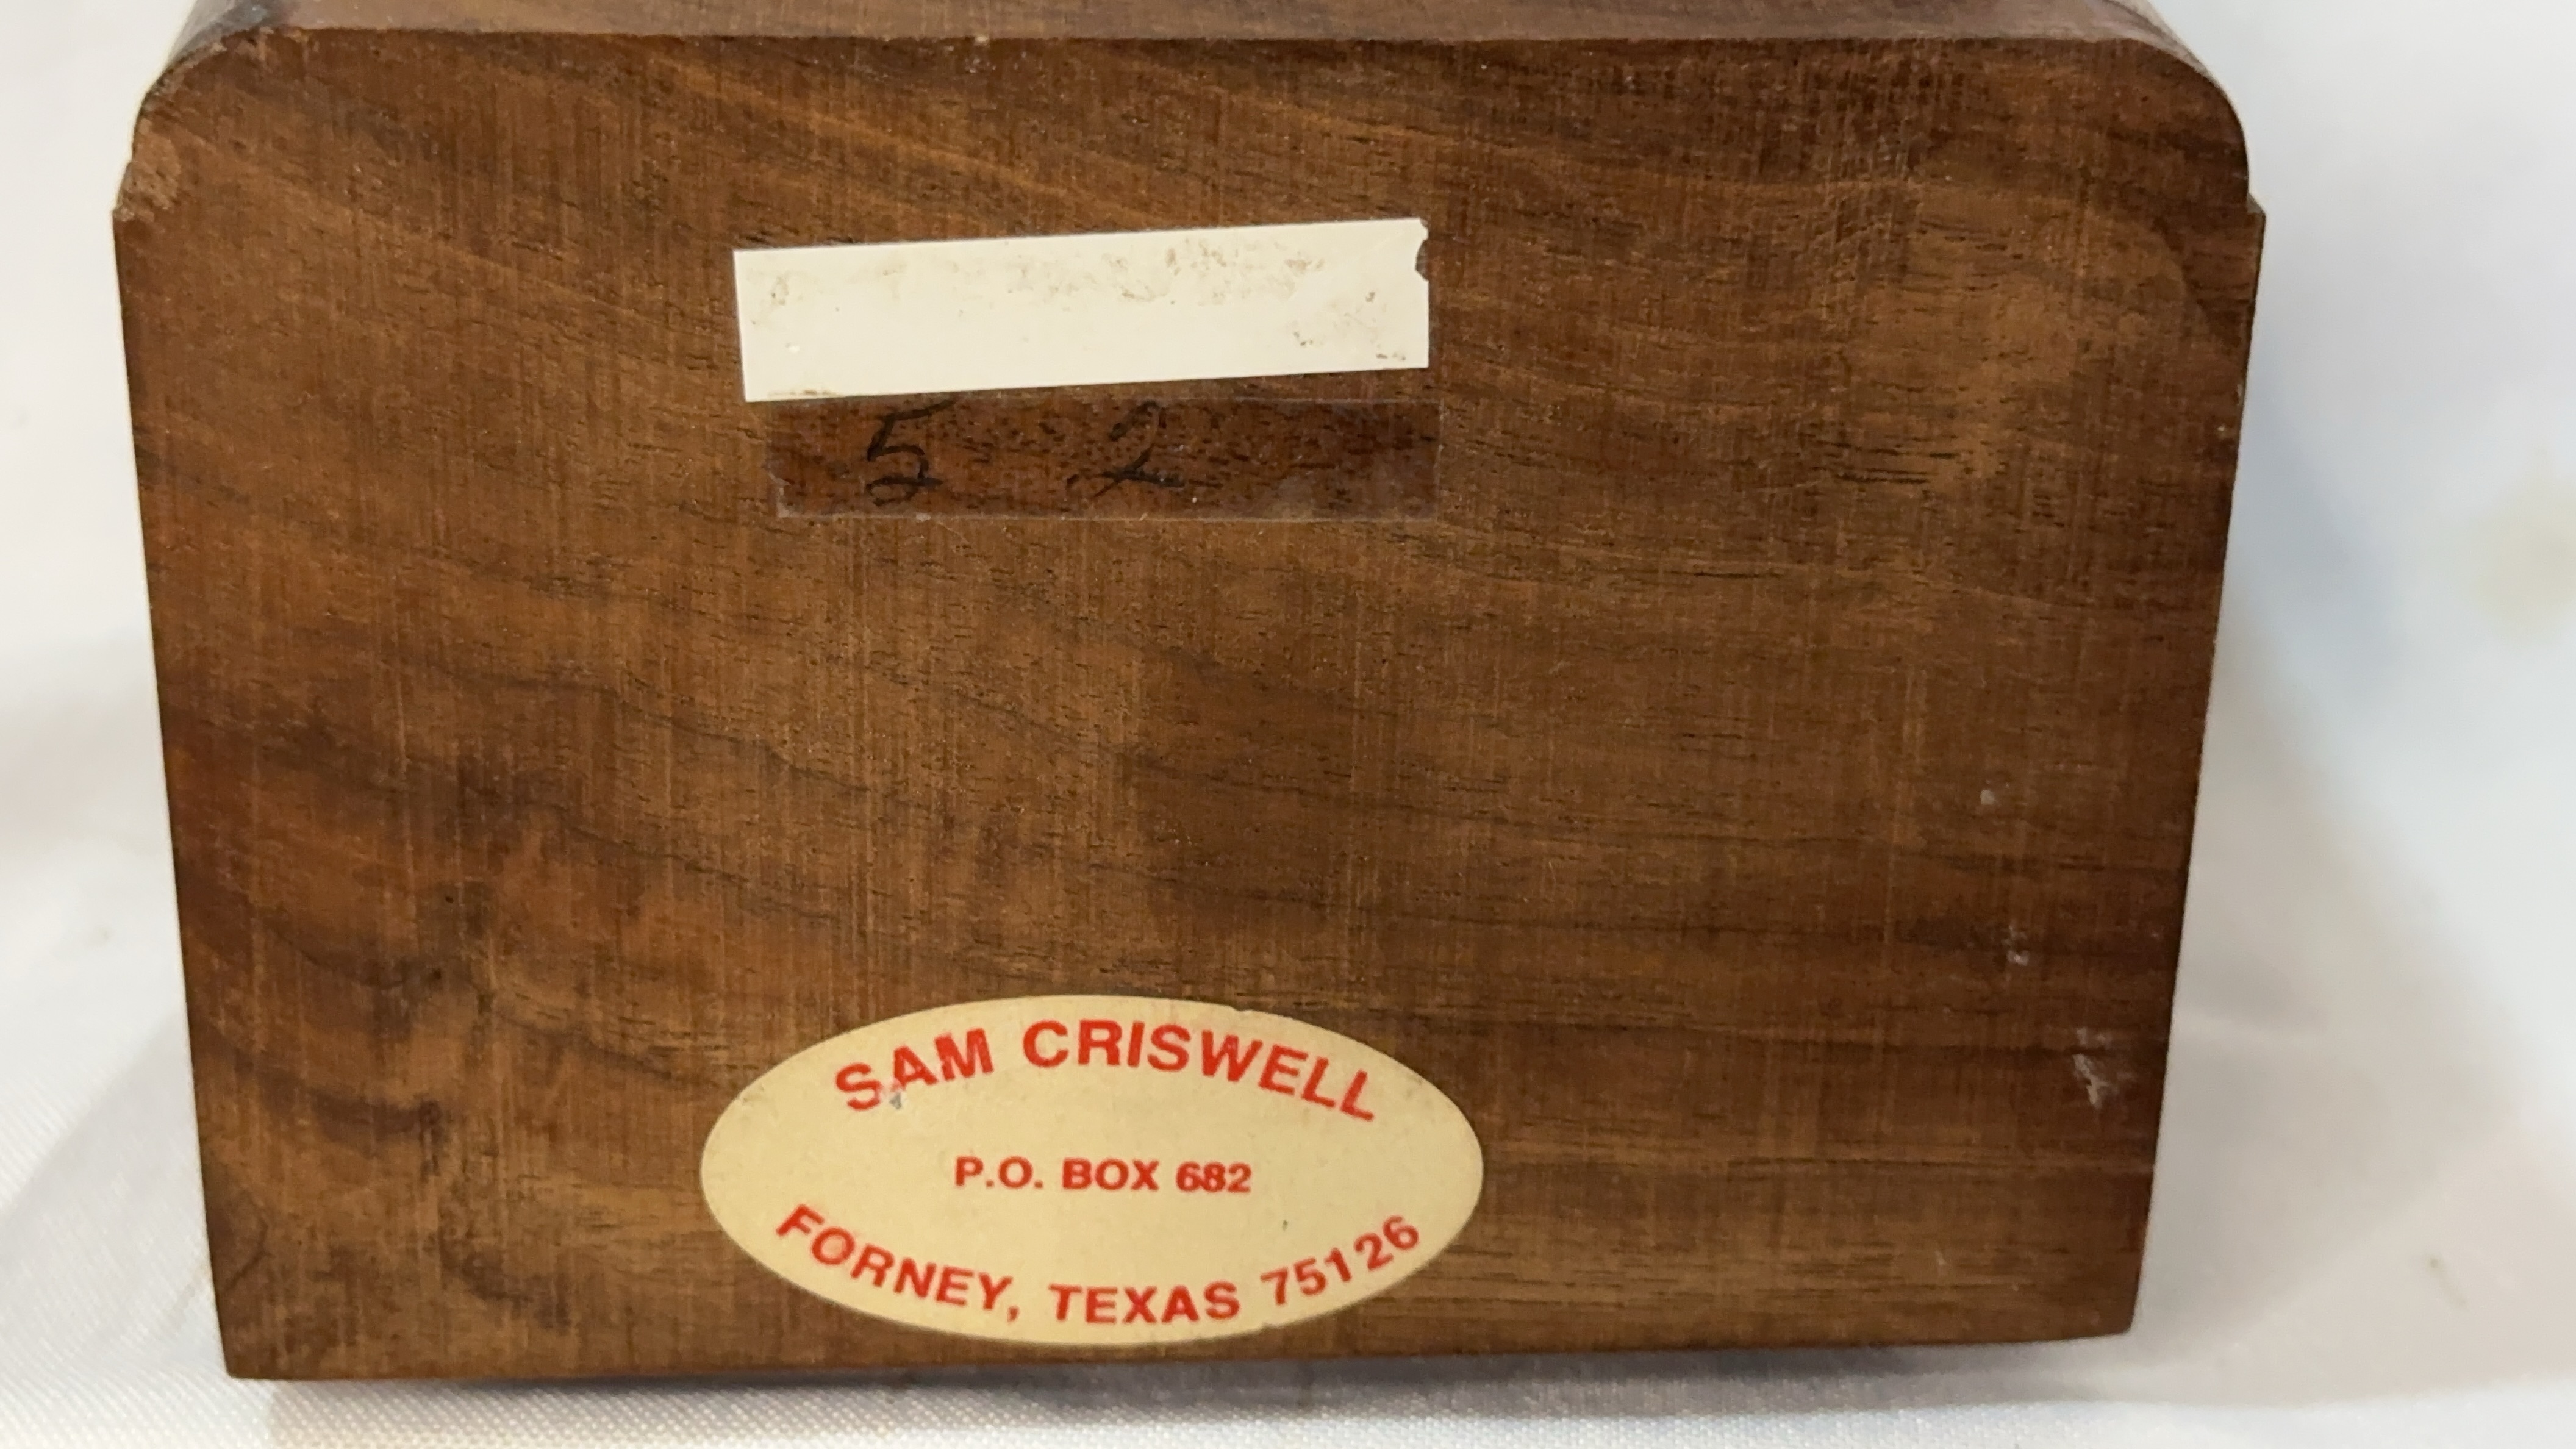 5 2
SAM CRISWELL
P.O. BOX 682
FORNEY, TEXAS 75126